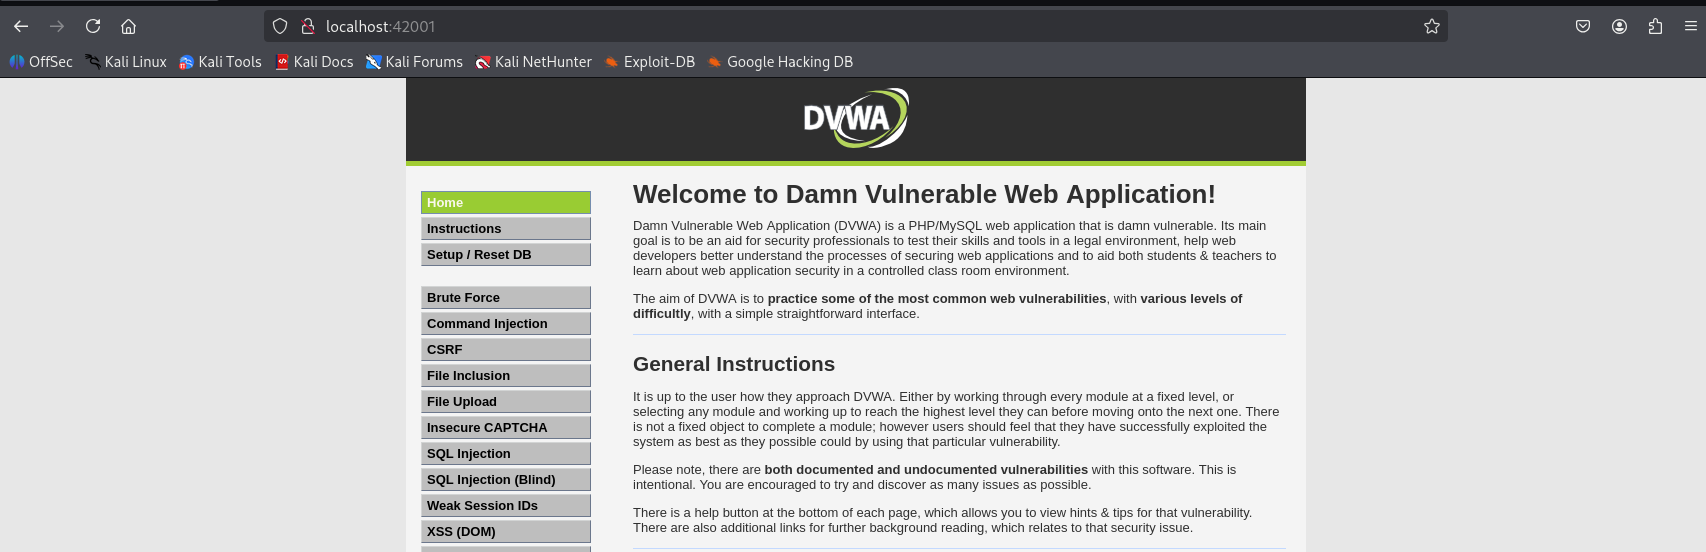 localhost:42001
OffSec Kali Linux Kali Tools Kali Docs Kali Forums Kali NetHunter Exploit-DB Google Hacking DB
DVWA
Home
Instructions
Setup / Reset DB
Brute Force
Command Injection
CSRF
File Inclusion
File Upload
Insecure CAPTCHA
SQL Injection
SQL Injection (Blind)
Weak Session IDs
XSS (DOM)
Welcome to Damn Vulnerable Web Application!
Damn Vulnerable Web Application (DVWA) is a PHP/MySQL web application that is damn vulnerable. Its main
goal is to be an aid for security professionals to test their skills and tools in a legal environment, help web
developers better understand the processes of securing web applications and to aid both students & teachers to
learn about web application security in a controlled class room environment.
The aim of DVWA is to practice some of the most common web vulnerabilities, with various levels of
difficultly, with a simple straightforward interface.
General Instructions
It is up to the user how they approach DVWA. Either by working through every module at a fixed level, or
selecting any module and working up to reach the highest level they can before moving onto the next one. There
is not a fixed object to complete a module; however users should feel that they have successfully exploited the
system as best as they possible could by using that particular vulnerability.
Please note, there are both documented and undocumented vulnerabilities with this software. This is
intentional. You are encouraged to try and discover as many issues as possible.
There is a help button at the bottom of each page, which allows you to view hints & tips for that vulnerability.
There are also additional links for further background reading, which relates to that security issue.